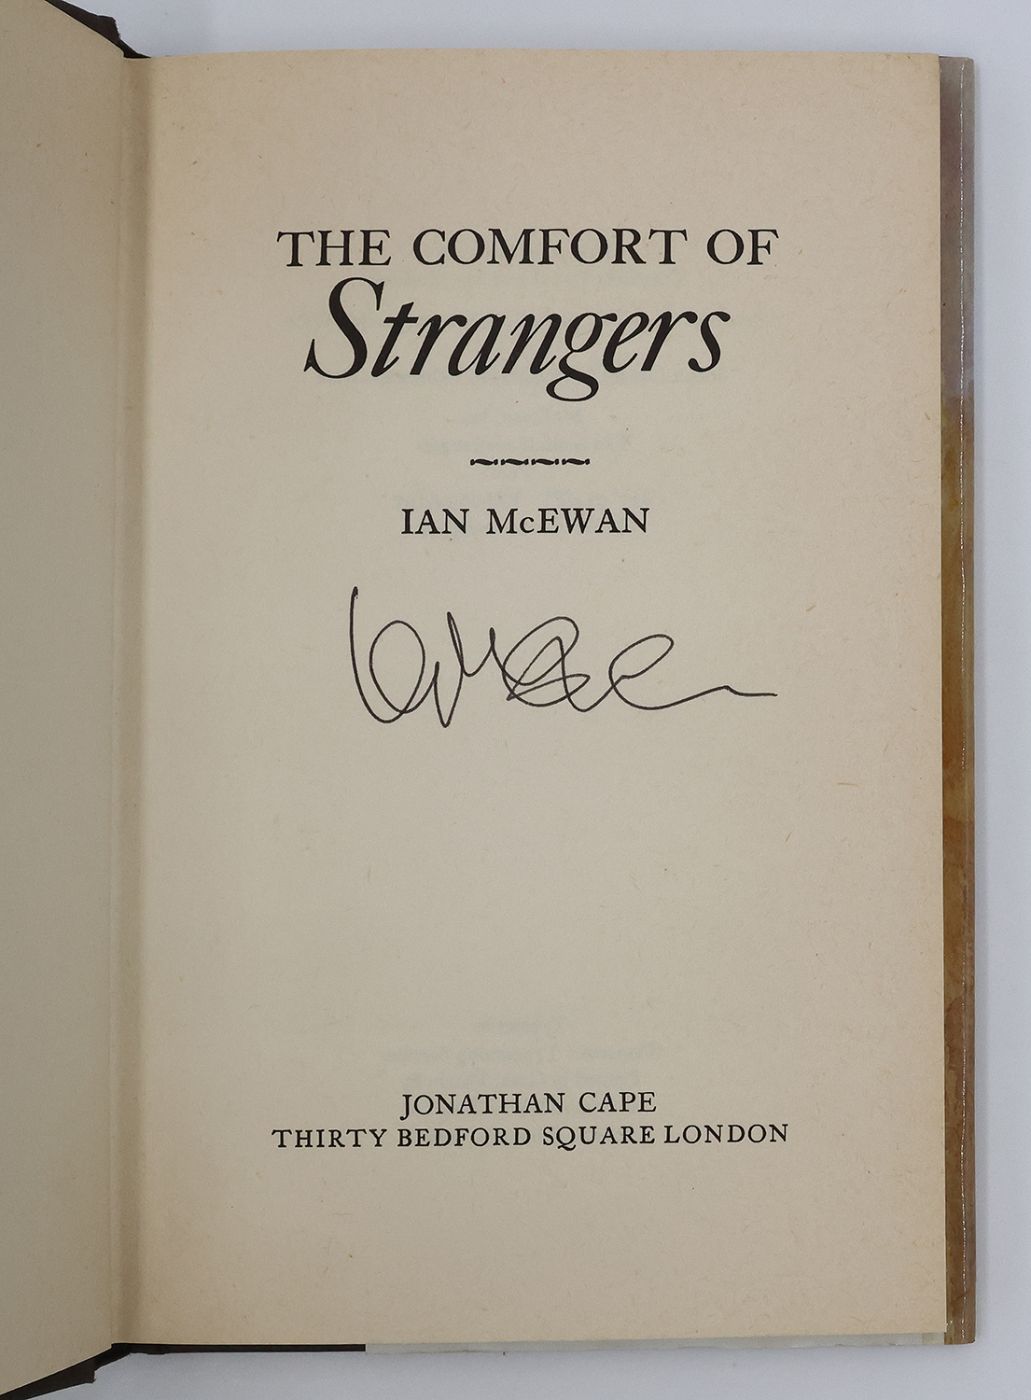 THE COMFORT OF
Strangers
IAN McEWAN
JONATHAN CAPE
THIRTY BEDFORD SQUARE LONDON